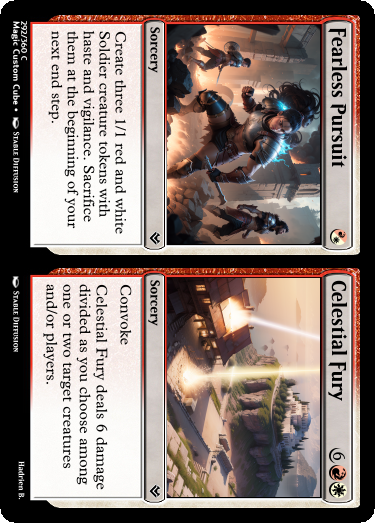 Fearless Pursuit
Sorcery
Create three 1/1 red and white
Soldier creature tokens with
haste and vigilance. Sacrifice
them at the beginning of your
next end step.
292/360 C
Magic Custom Cube • STABLE DIFFUSION
Celestial Fury 6
Sorcery
Convoke
Celestial Fury deals 6 damage
divided as you choose among
one or two target creatures
and/or players.
STABLE DIFFUSION
Hadrien B.